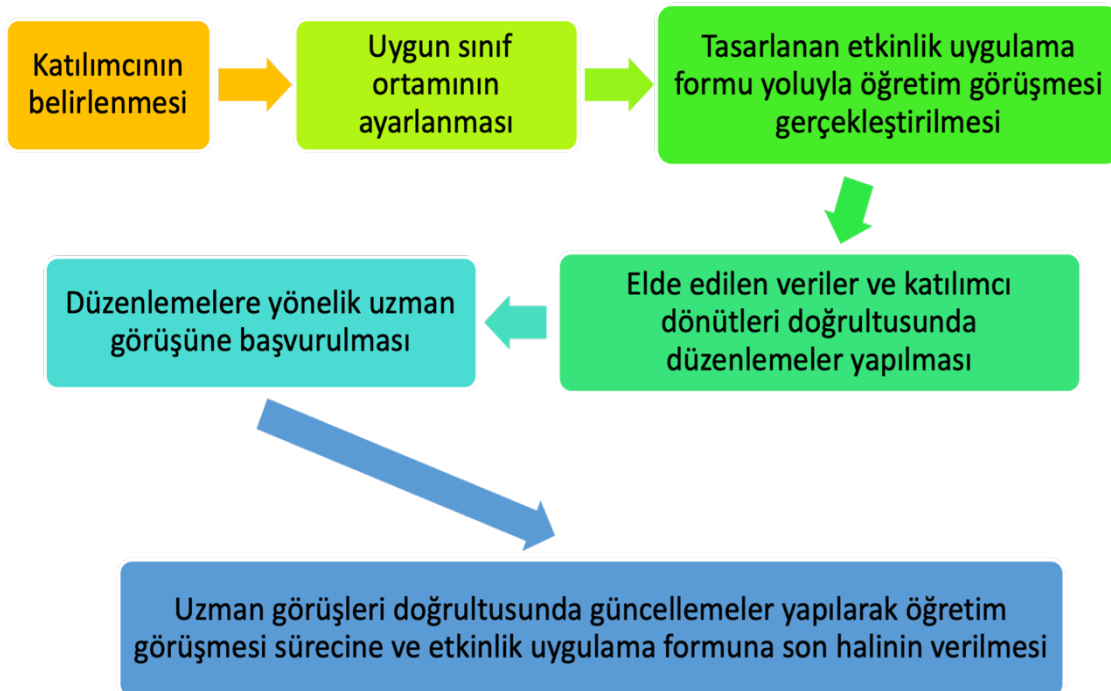 Katılımcının
belirlenmesi
Uygun sınıf
ortamının
ayarlanması
Tasarlanan etkinlik uygulama
formu yoluyla öğretim görüşmesi
gerçekleştirilmesi
Elde edilen veriler ve katılımcı
dönütleri doğrultusunda
düzenlemeler yapılması
Düzenlemelere yönelik uzman
görüşüne başvurulması
Uzman görüşleri doğrultusunda güncellemeler yapılarak öğretim
görüşmesi sürecine ve etkinlik uygulama formuna son halinin verilmesi